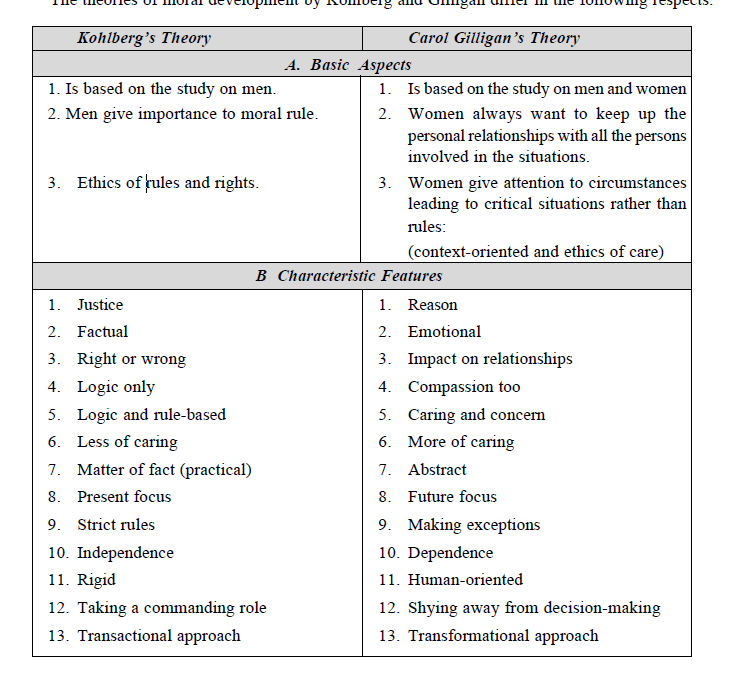 The theories of moral development by Kohlberg and Gilligan differ in the following respects.
Kohlberg's Theory
Carol Gilligan's Theory
A. Basic Aspects
1. Is based on the study on men.
1. Is based on the study on men and women
2. Men give importance to moral rule.
2. Women always want to keep up the
personal relationships with all the persons
involved in the situations.
3. Ethics of rules and rights.
3. Women give attention to circumstances
leading to critical situations rather than
rules:
(context-oriented and ethics of care)
B Characteristic Features
1. Justice
1. Reason
2. Factual
2. Emotional
3. Right or wrong
3. Impact on relationships
4. Logic only
4. Compassion too
5. Logic and rule-based
5. Caring and concern
6. Less of caring
6. More of caring
7. Matter of fact (practical)
7. Abstract
8. Present focus
8. Future focus
9. Strict rules
9. Making exceptions
10. Independence
10. Dependence
11. Rigid
11. Human-oriented
12. Taking a commanding role
12. Shying away from decision-making
13. Transactional approach
13. Transformational approach